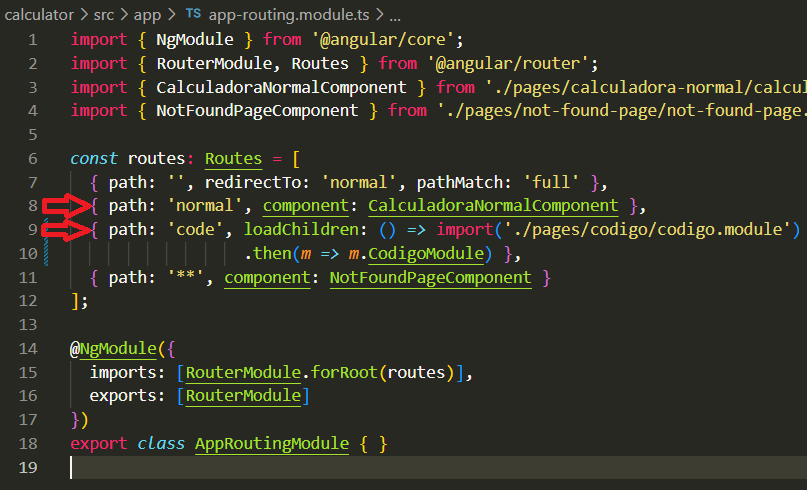 calculator > src > app > TS app-routing.module.ts > ...
1 import { NgModule } from '@angular/core';
2 import { RouterModule, Routes } from '@angular/router';
3 import { CalculadoraNormalComponent } from './pages/calculadora-normal/calcul
4 import { NotFoundPageComponent } from './pages/not-found-page/not-found-page.
5
6 const routes: Routes = [
7 { path: '', redirectTo: 'normal', pathMatch: 'full' },
8 { path: 'normal', component: CalculadoraNormalComponent },
9 { path: 'code', loadChildren: () => import('./pages/codigo/codigo.module')
10 .then(m => m.CodigoModule) },
11 { path: '**', component: NotFoundPageComponent }
12 ];
13
14 @NgModule({
15 imports: [RouterModule.forRoot(routes)],
16 exports: [RouterModule]
17 })
18 export class AppRoutingModule { }
19